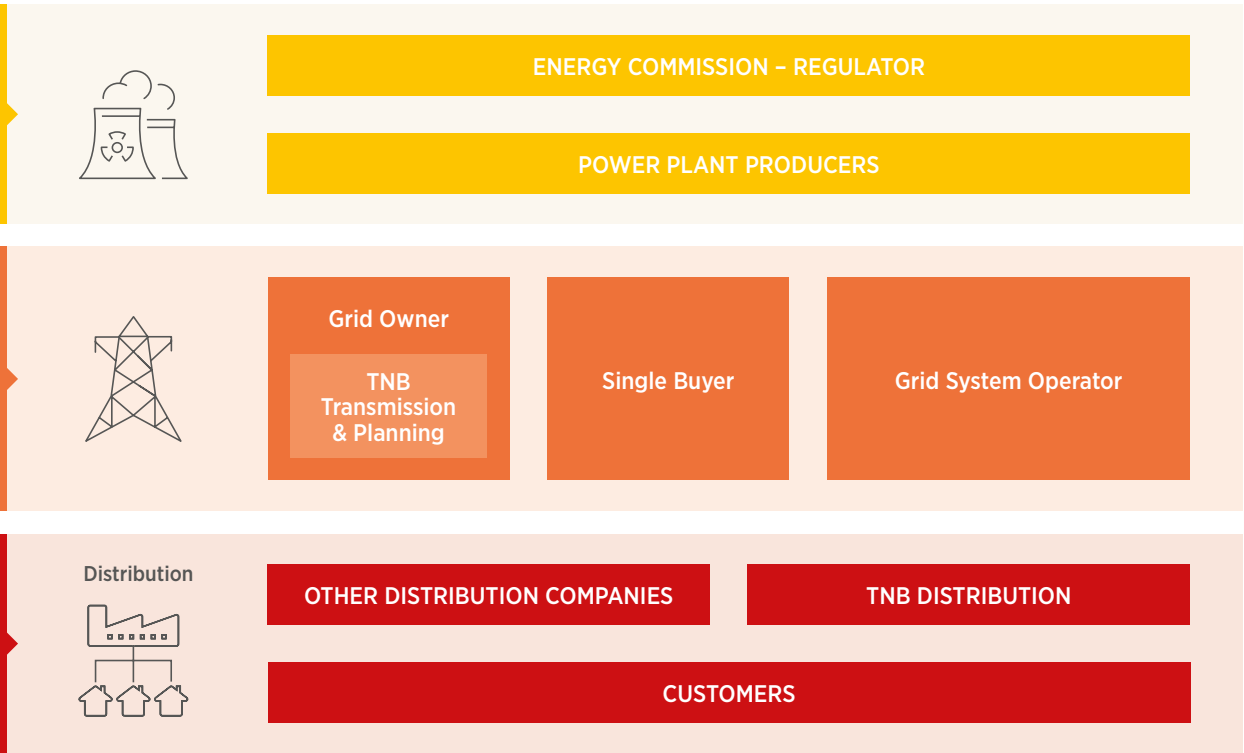 ENERGY COMMISSION – REGULATOR
POWER PLANT PRODUCERS
Grid Owner
TNB
Transmission
& Planning
Single Buyer
Grid System Operator
Distribution
OTHER DISTRIBUTION COMPANIES
TNB DISTRIBUTION
CUSTOMERS